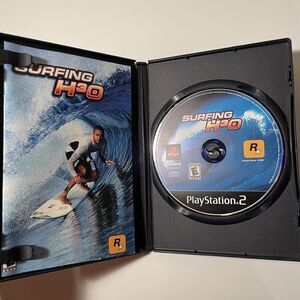 SURFING
H3O
R
SURFING
H3O
E
R
PlayStation.2